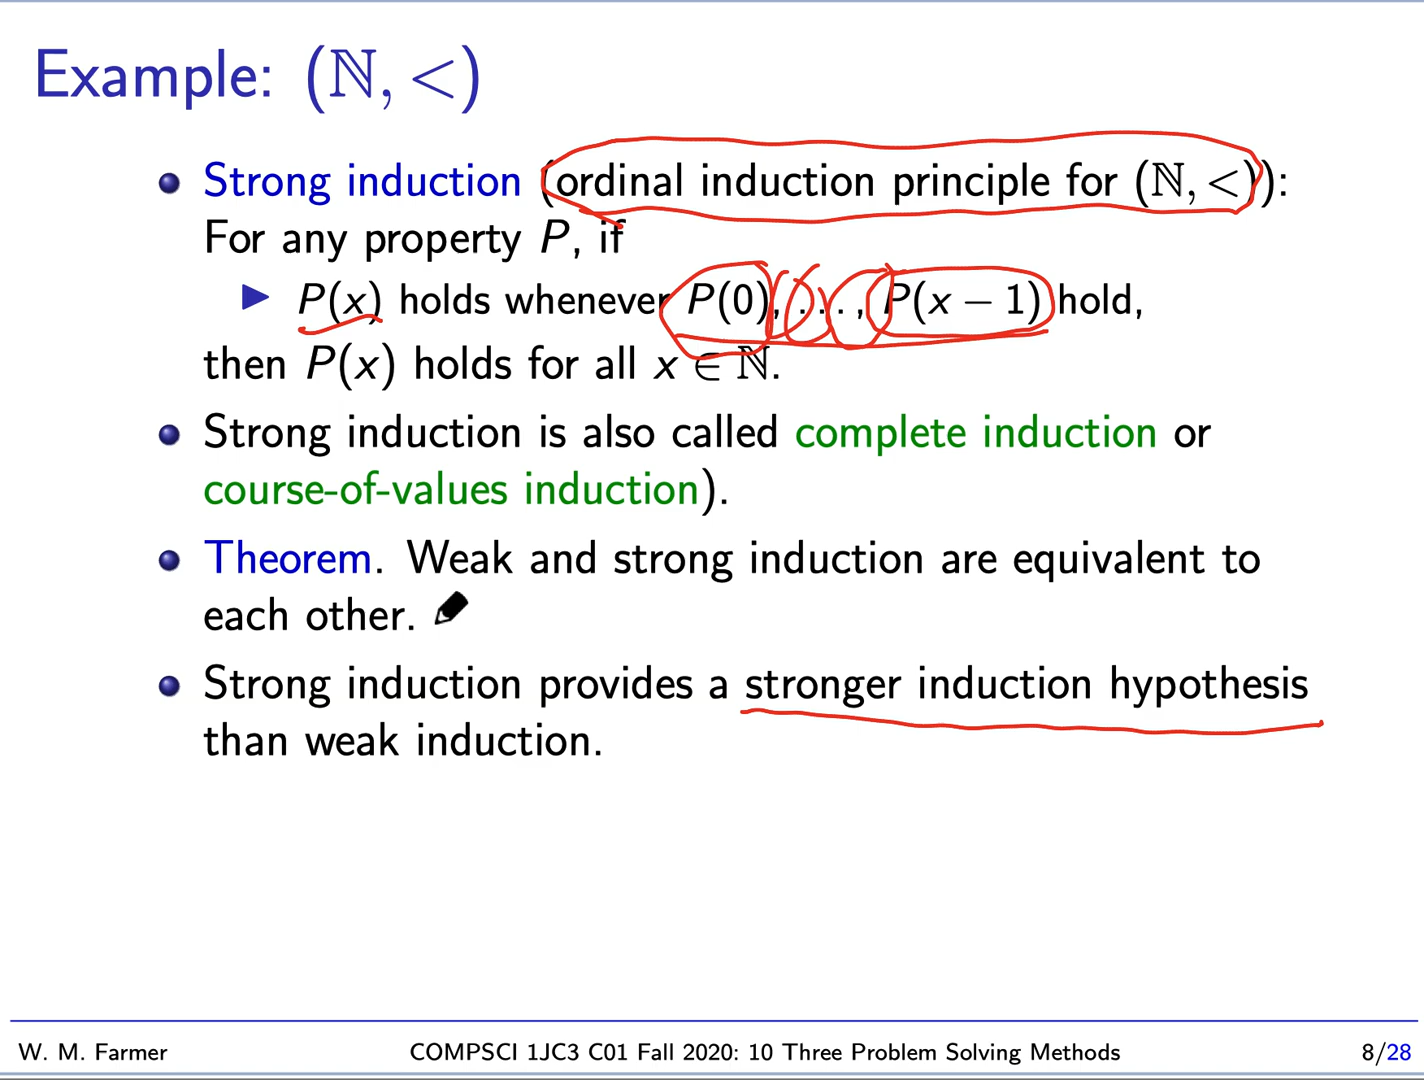 Example: (ℕ, <)
Strong induction (ordinal induction principle for (ℕ, <)):
For any property P, if
P(x) holds whenever P(0), . . . , P(x − 1) hold,
then P(x) holds for all x ∈ ℕ.
Strong induction is also called complete induction or
course-of-values induction).
Theorem. Weak and strong induction are equivalent to
each other.
Strong induction provides a stronger induction hypothesis
than weak induction.
W. M. Farmer COMPSCI 1JC3 C01 Fall 2020: 10 Three Problem Solving Methods 8/28